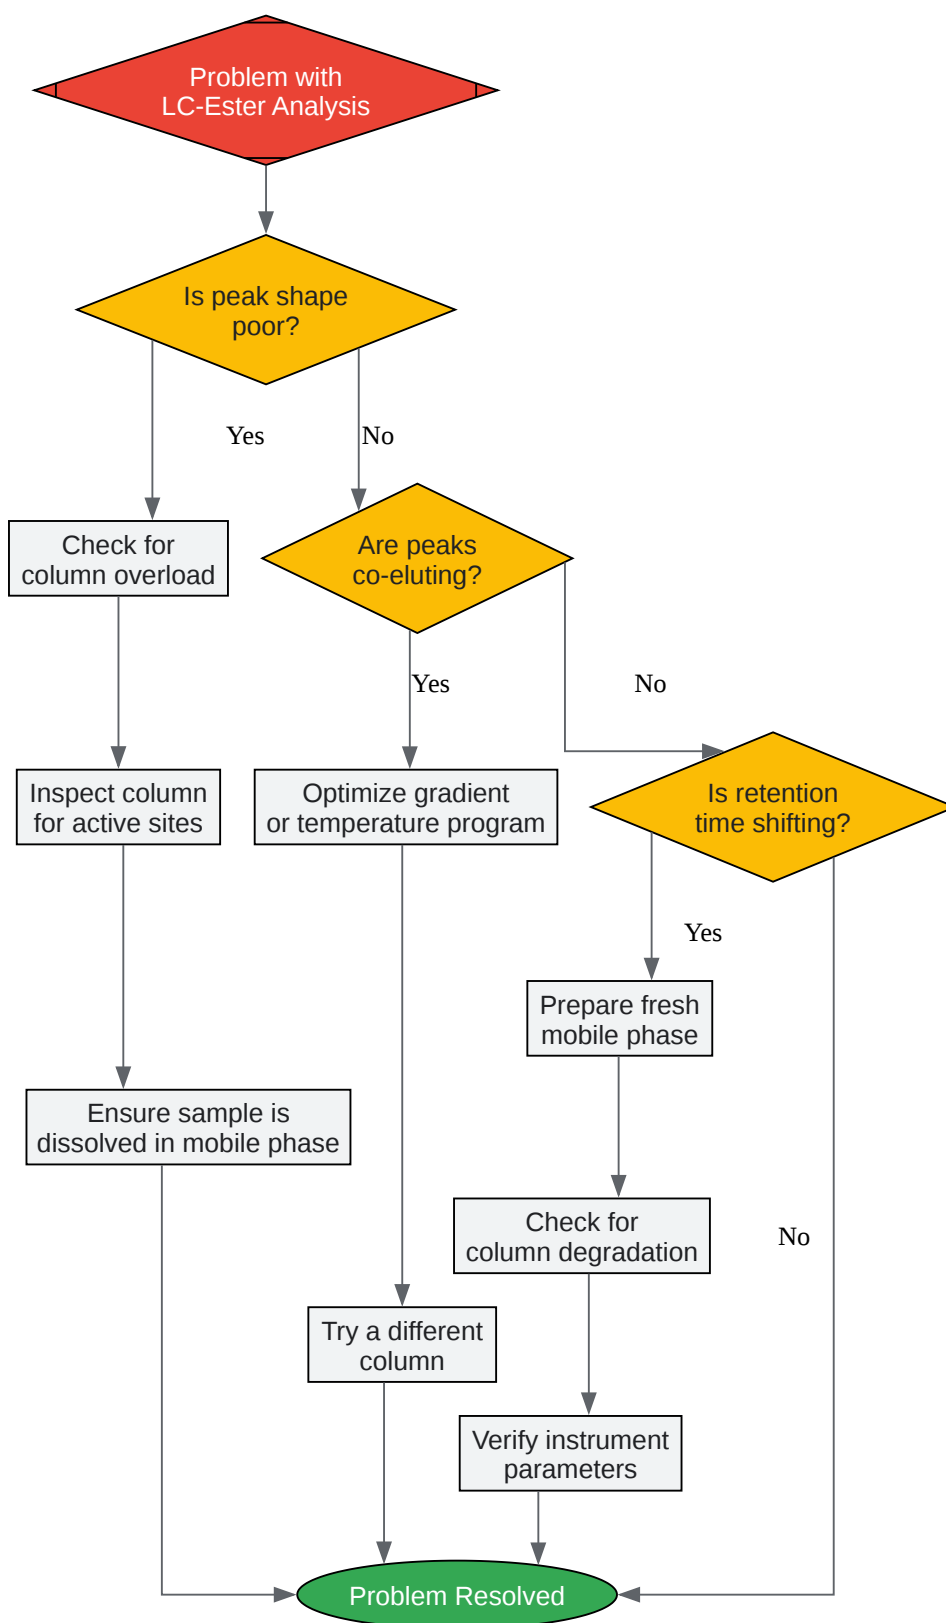 Problem with
LC-Ester Analysis
Is peak shape
poor?
Yes
No
Check for
column overload
Are peaks
co-eluting?
Yes
No
Inspect column
for active sites
Optimize gradient
or temperature program
Is retention
time shifting?
Yes
Prepare fresh
mobile phase
Ensure sample is
dissolved in mobile phase
Check for
column degradation
No
Try a different
column
Verify instrument
parameters
Problem Resolved